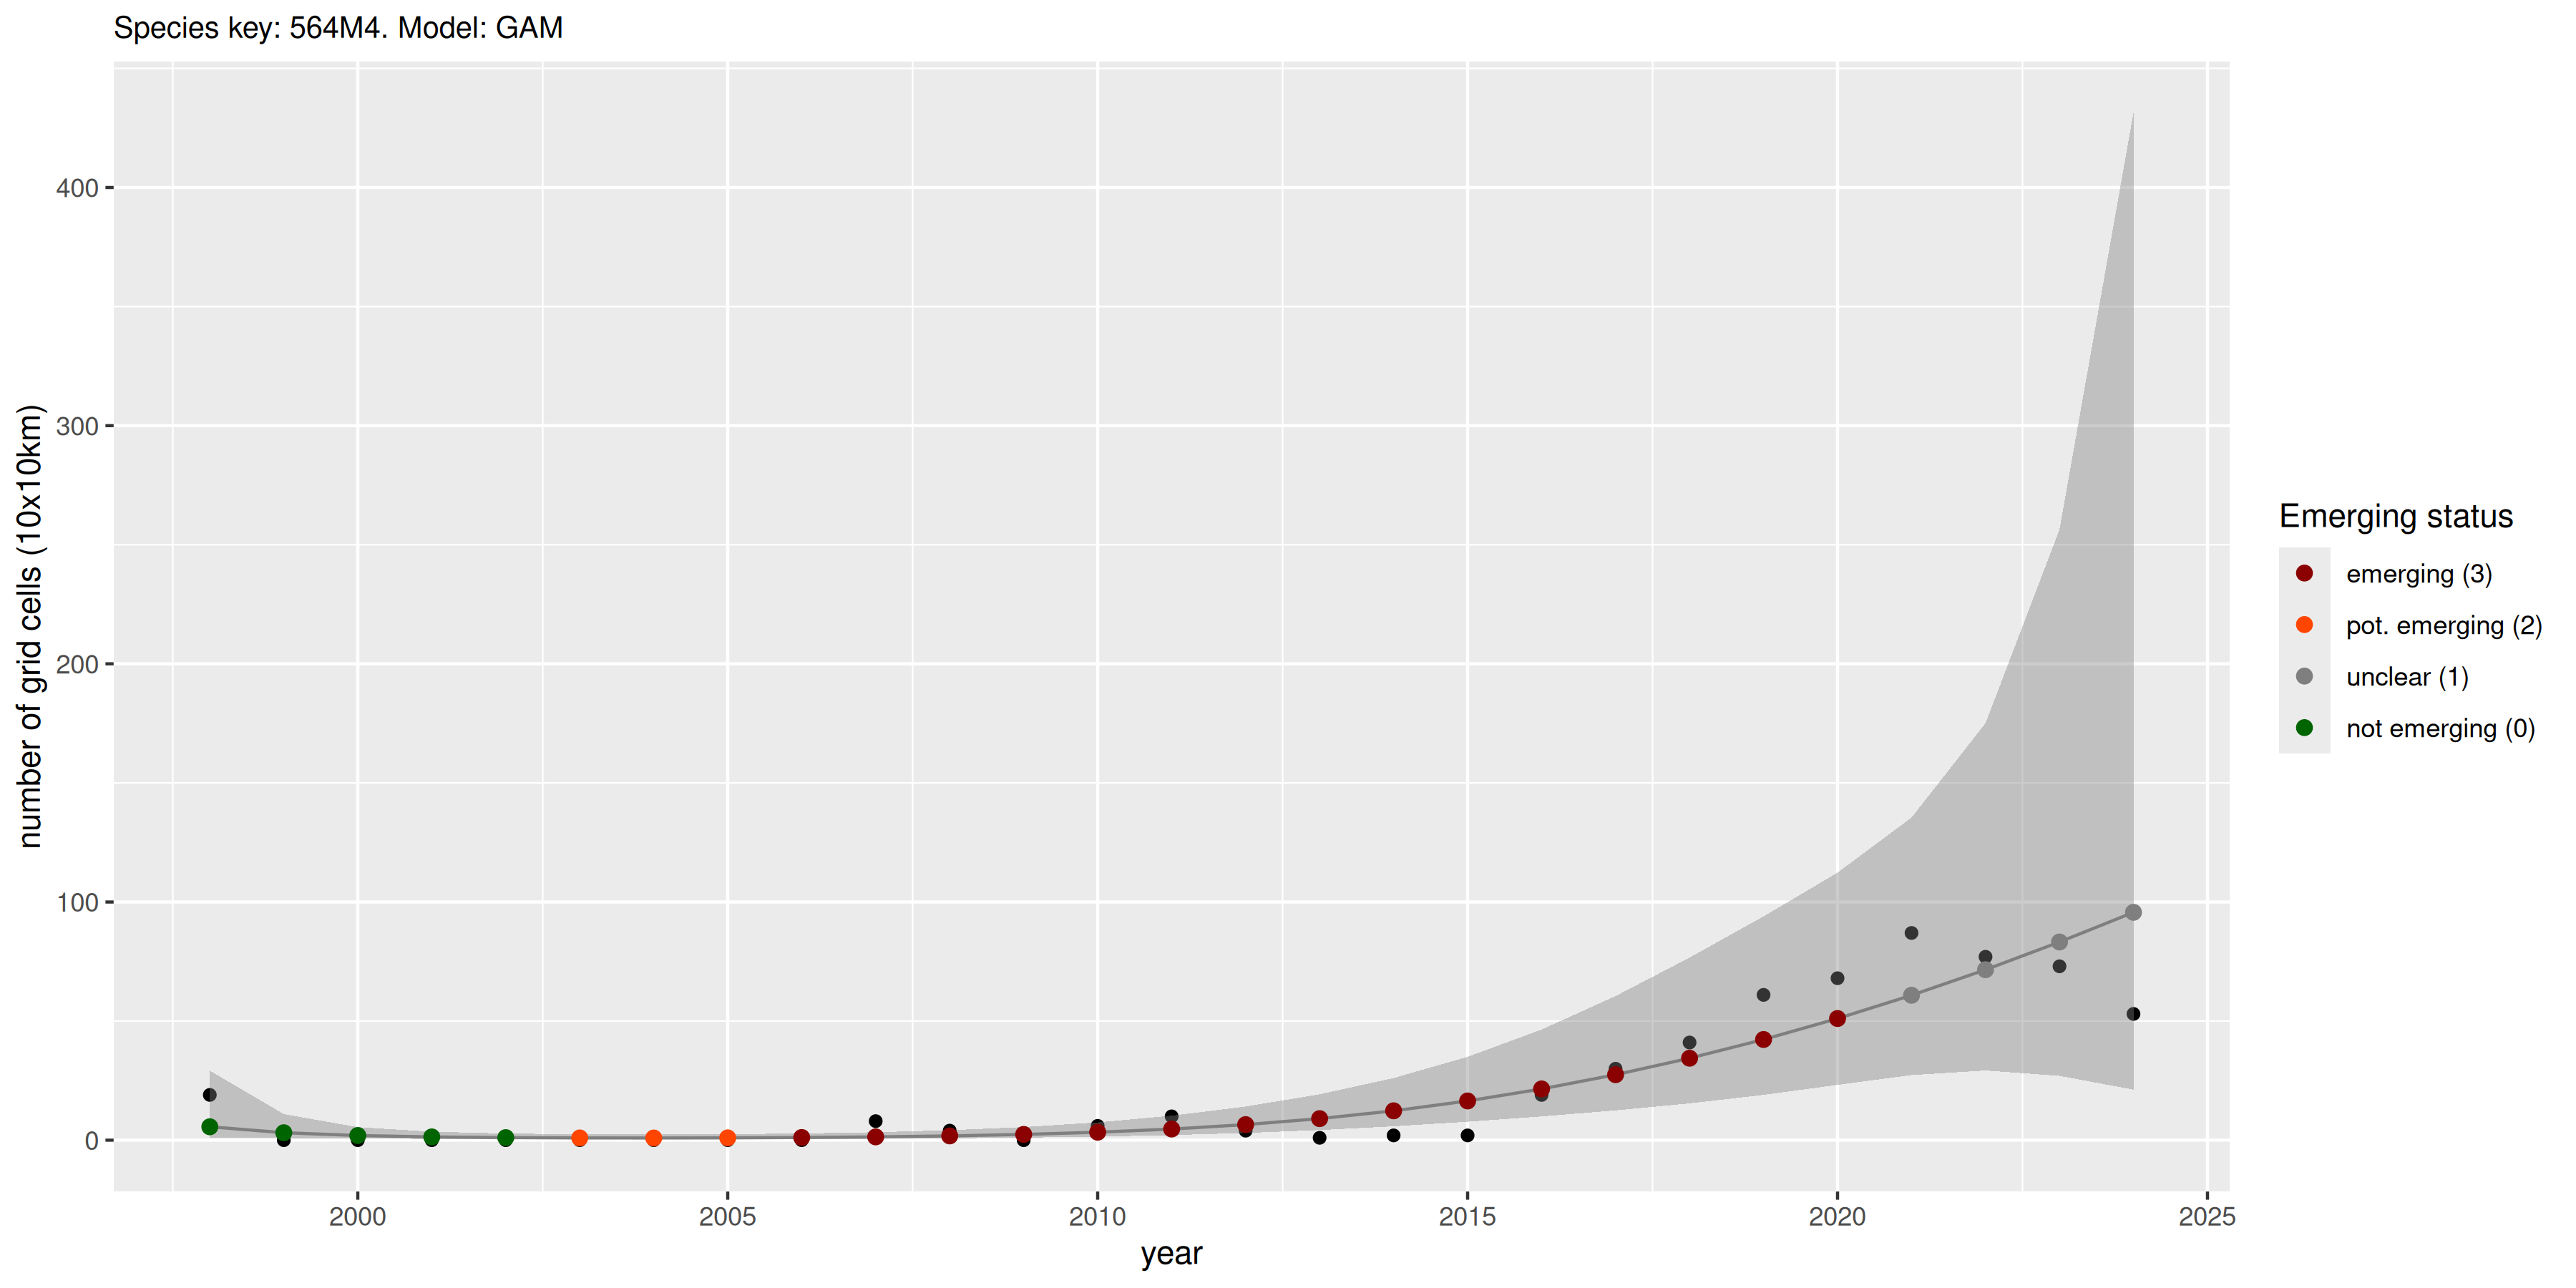 Species key: 564M4. Model: GAM
number of grid cells (10x10km)
400
300
200
100
0
2000
2005
2010
2015
2020
2025
year
Emerging status
emerging (3)
pot. emerging (2)
unclear (1)
not emerging (0)